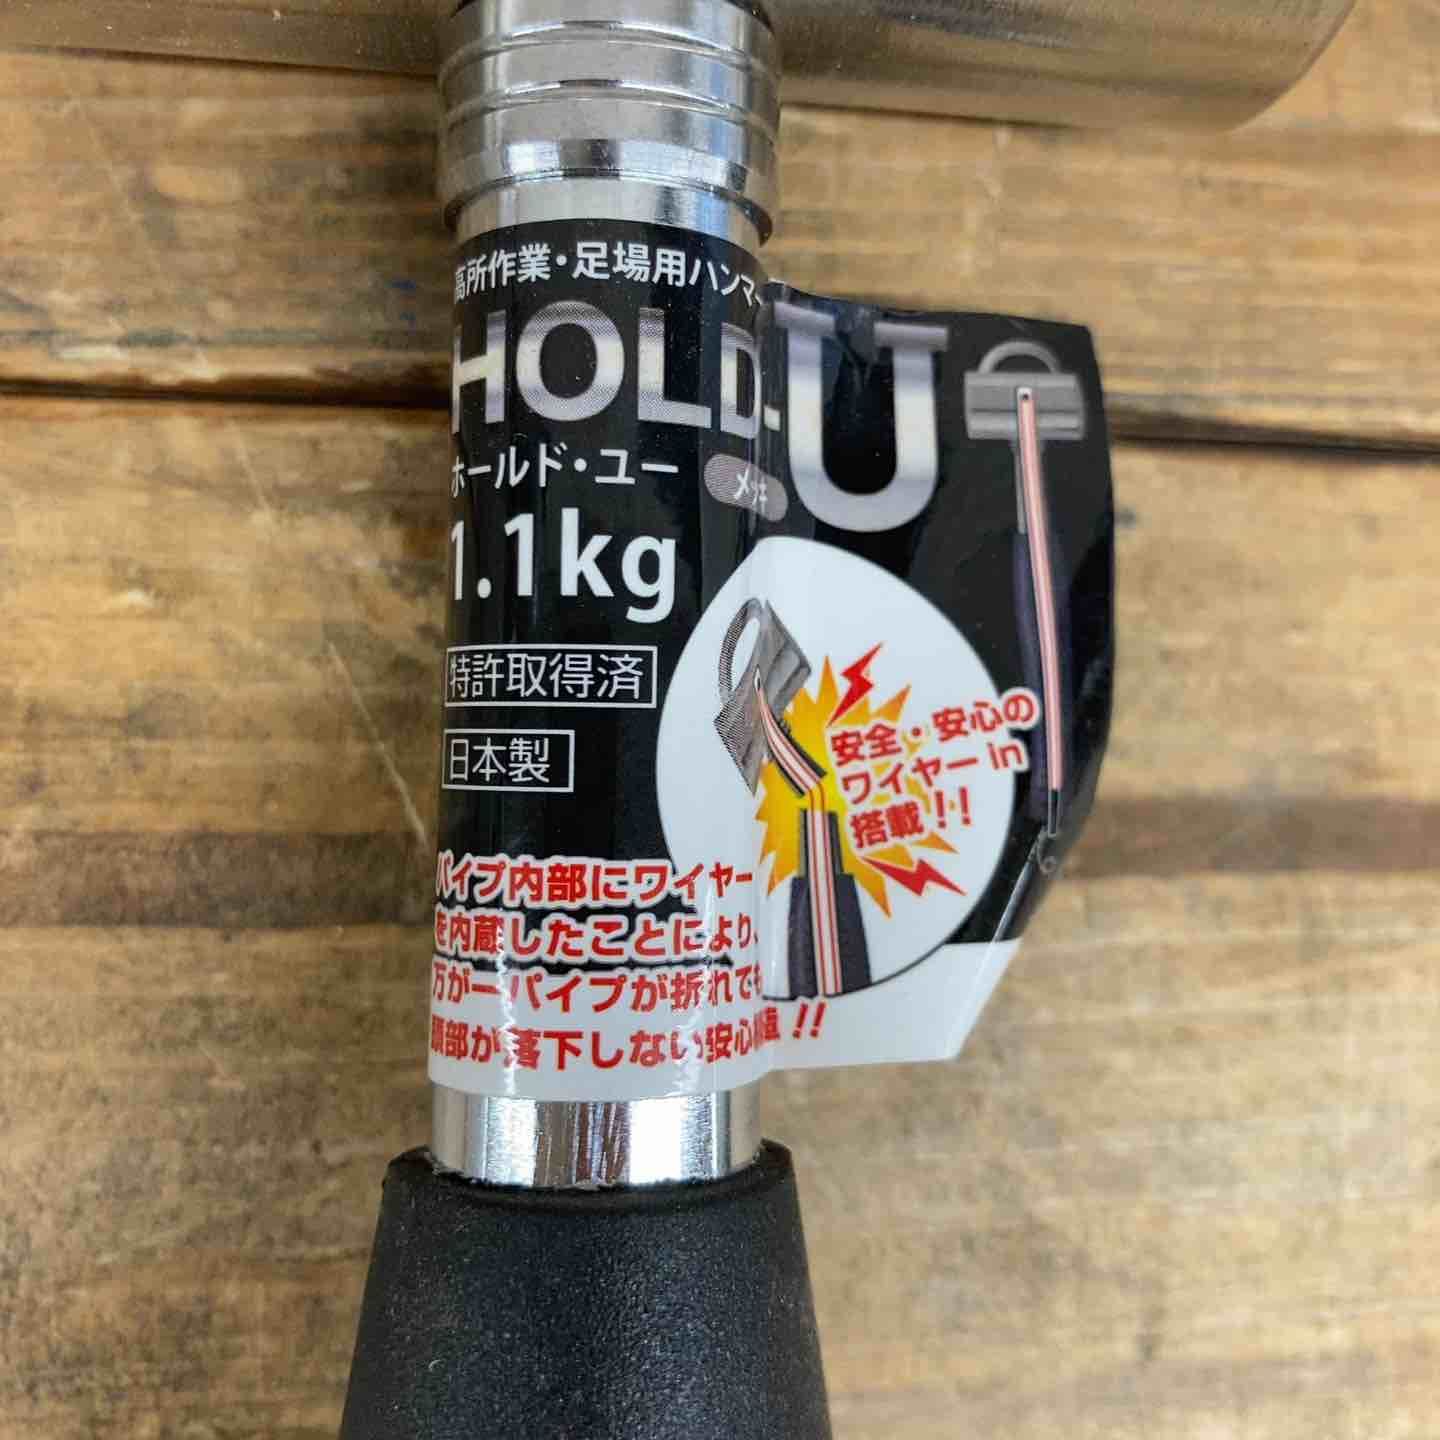 高所作業・足場用ハンマー
HOLD-U
ホールド・ユー
メッキ
1.1kg
特許取得済
日本製
安全・安心の
ワイヤー in
搭載!!
パイプ内部にワイヤー
を内蔵したことにより、
万が一パイプが折れても
頭部が落下しない安心構造!!